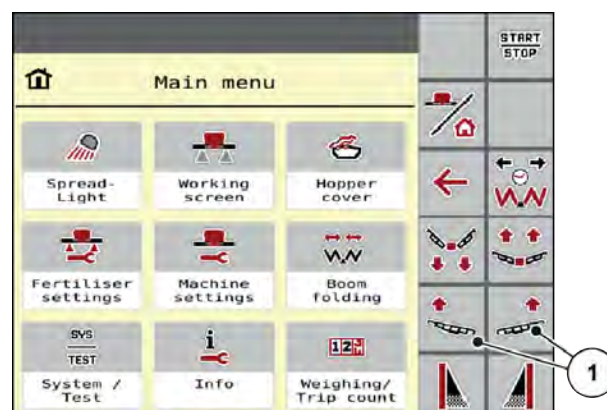 START
STOP
Main menu
Spread-
Light
Working
screen
Hopper
cover
Fertiliser
settings
Machine
settings
Boom
folding
SYS
TEST
System /
Test
i
Info
123
Weighing/
Trip count
1